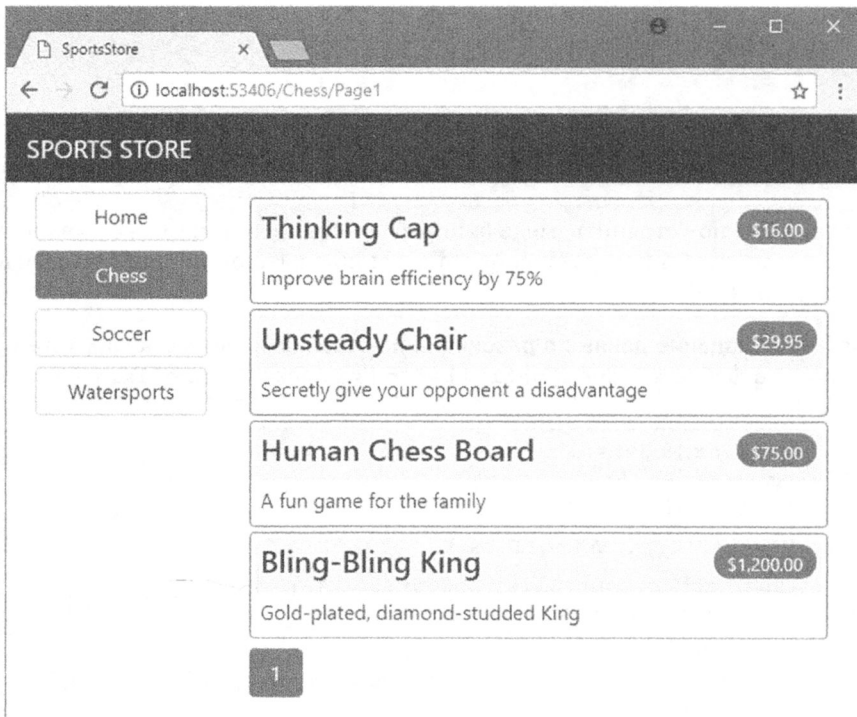 SportsStore
localhost:53406/Chess/Page1
SPORTS STORE
Home
Chess
Soccer
Watersports
Thinking Cap $16.00
Improve brain efficiency by 75%
Unsteady Chair $29.95
Secretly give your opponent a disadvantage
Human Chess Board $75.00
A fun game for the family
Bling-Bling King $1,200.00
Gold-plated, diamond-studded King
1